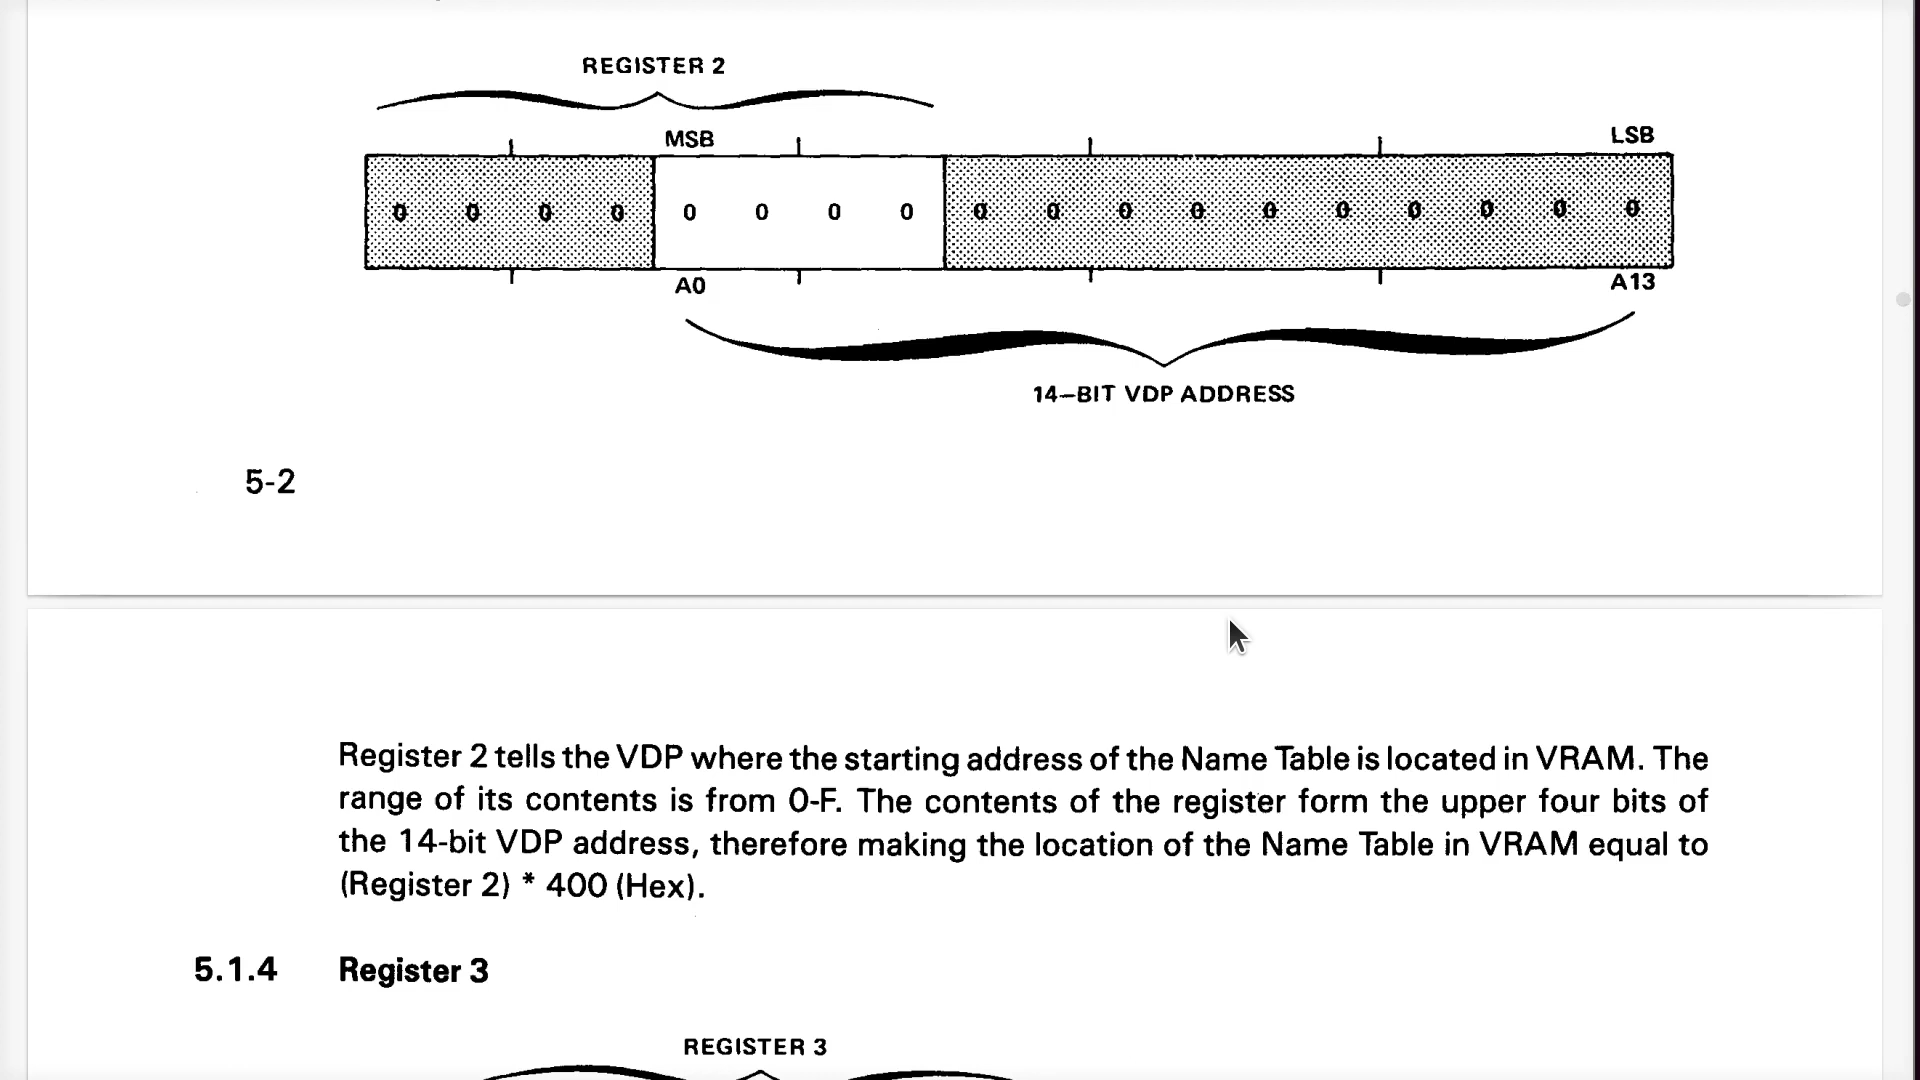 REGISTER 2
MSB LSB
0 0 0 0 0 0 0 0 0 0 0 0 0 0 0 0 0 0
A0 A13
14—BIT VDP ADDRESS
5-2
Register 2 tells the VDP where the starting address of the Name Table is located in VRAM. The
range of its contents is from 0-F. The contents of the register form the upper four bits of
the 14-bit VDP address, therefore making the location of the Name Table in VRAM equal to
(Register 2) * 400 (Hex).
5.1.4 Register 3
REGISTER 3